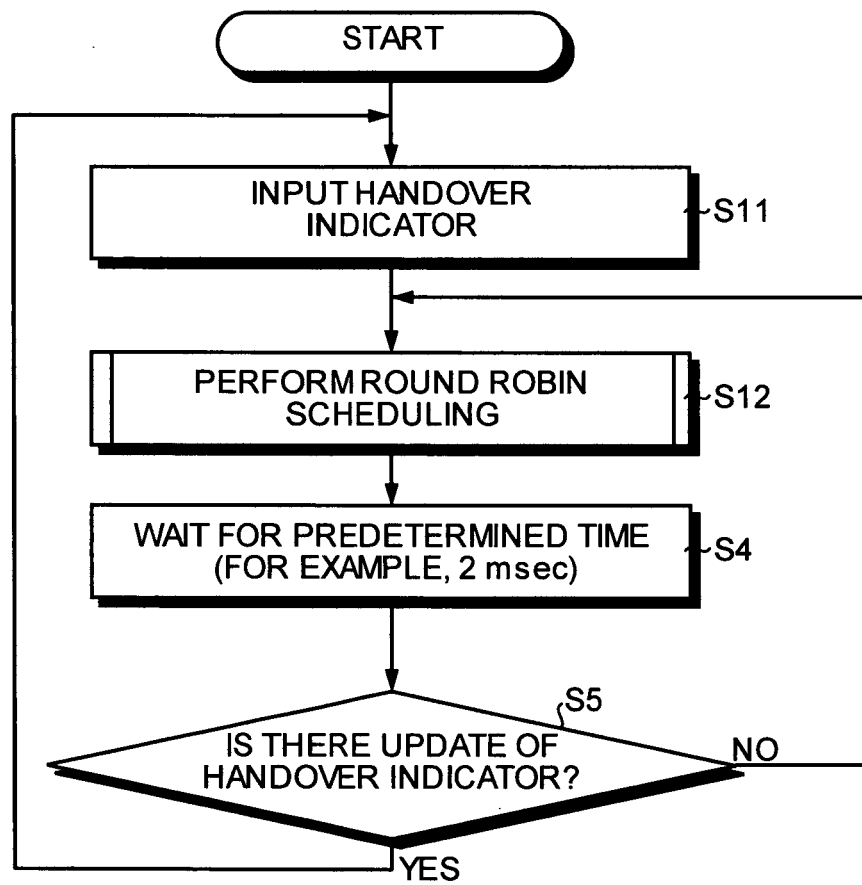 START
INPUT HANDOVER
INDICATOR
S11
PERFORM ROUND ROBIN
SCHEDULING
S12
WAIT FOR PREDETERMINED TIME
(FOR EXAMPLE, 2 msec)
S4
S5
IS THERE UPDATE OF
HANDOVER INDICATOR?
NO
YES